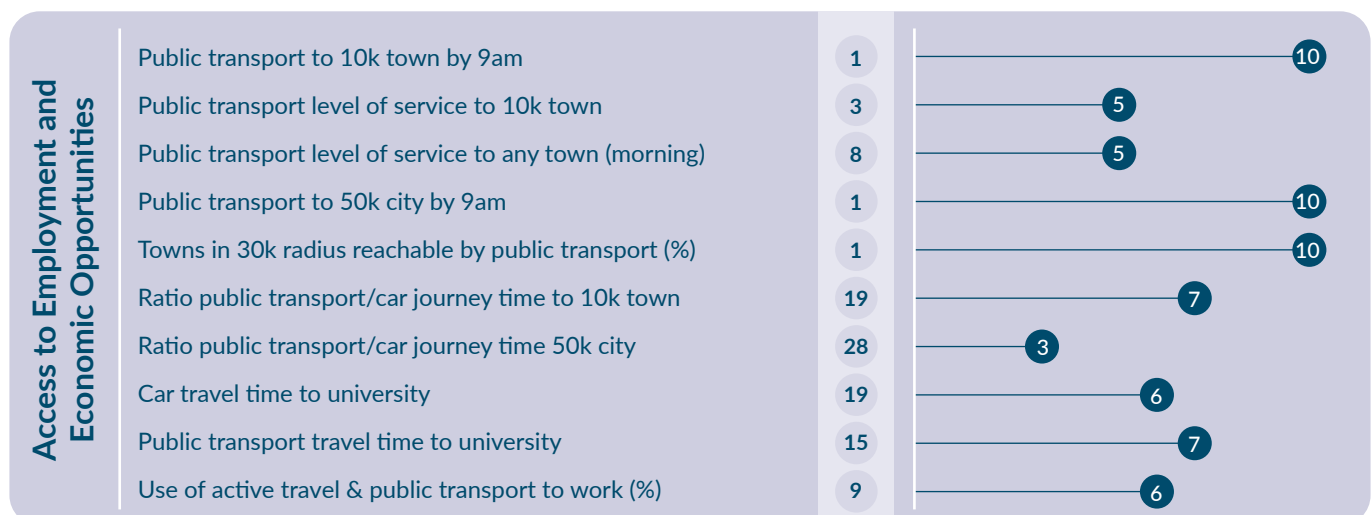 Access to Employment and
Economic Opportunities
Public transport to 10k town by 9am 1 10
Public transport level of service to 10k town 3 5
Public transport level of service to any town (morning) 8 5
Public transport to 50k city by 9am 1 10
Towns in 30k radius reachable by public transport (%) 1 10
Ratio public transport/car journey time to 10k town 19 7
Ratio public transport/car journey time 50k city 28 3
Car travel time to university 19 6
Public transport travel time to university 15 7
Use of active travel & public transport to work (%) 9 6